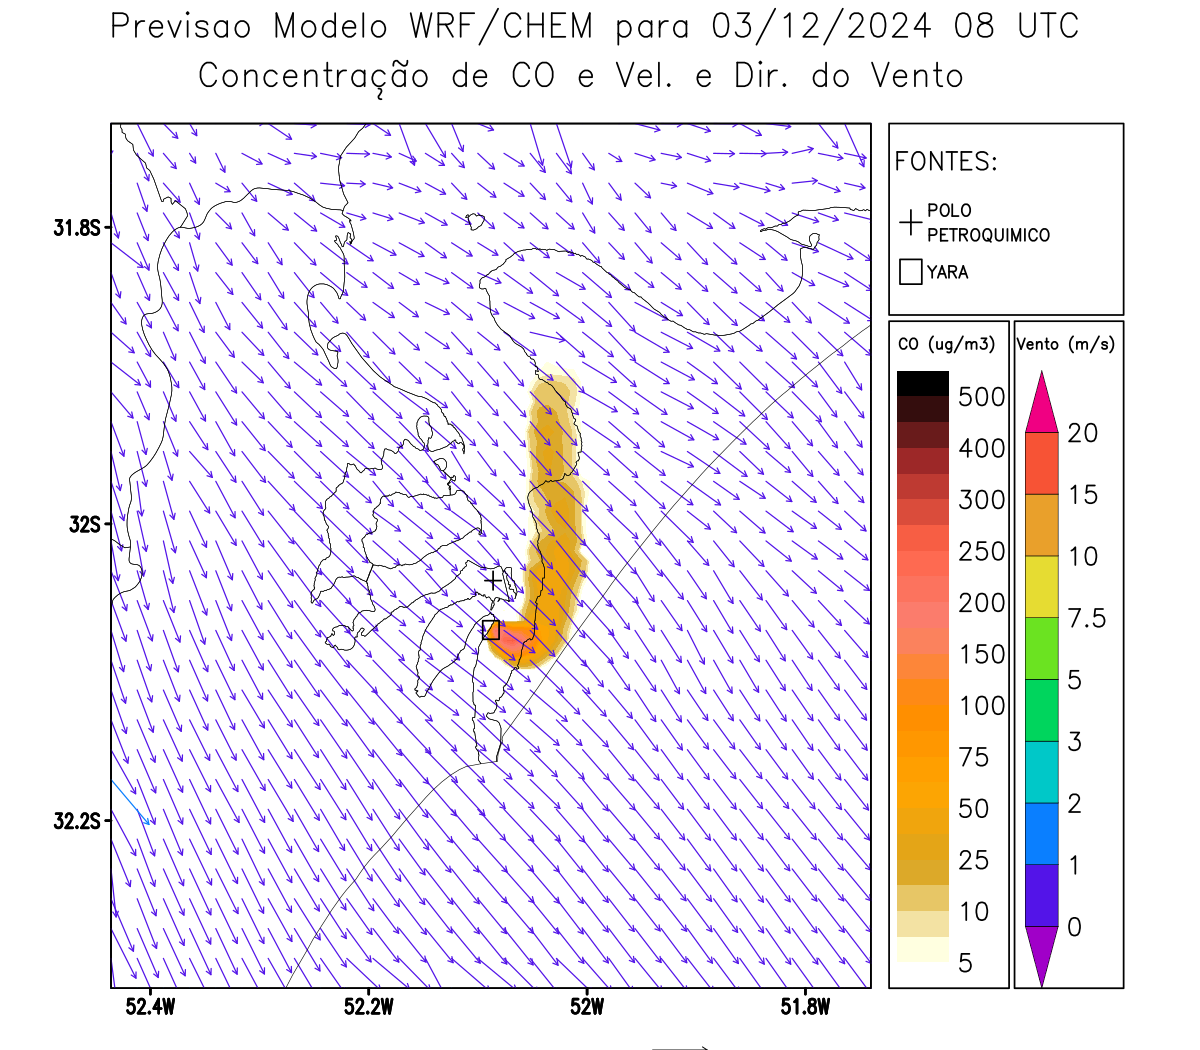 Previsao Modelo WRF/CHEM para 03/12/2024 08 UTC
Concentração de CO e Vel. e Dir. do Vento
FONTES:
POLO
PETROQUIMICO
YARA
CO (ug/m3)
500
400
300
250
200
150
100
75
50
25
10
5
Vento (m/s)
20
15
10
7.5
5
3
2
1
0
31.8S
32S
32.2S
52.4W
52.2W
52W
51.8W